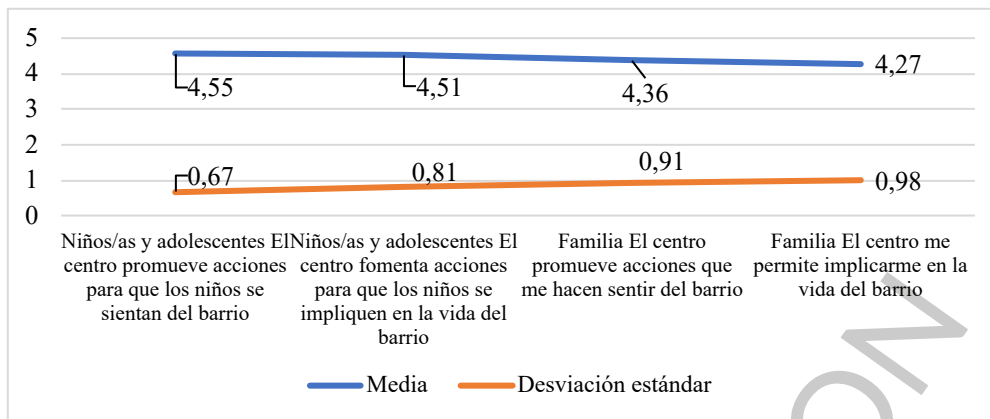 5
4
3
2
1
0
4,55
4,51
4,36
4,27
0,67
0,81
0,91
0,98
Niños/as y adolescentes El
centro promueve acciones
para que los niños se
sientan del barrio
Niños/as y adolescentes El
centro fomenta acciones
para que los niños se
impliquen en la vida del
barrio
Familia El centro
promueve acciones que
me hacen sentir del barrio
Familia El centro me
permite implicarme en la
vida del barrio
Media
Desviación estándar
ON